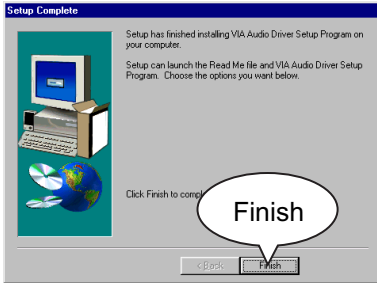 Setup Complete
Setup has finished installing VIA Audio Driver Setup Program on
your computer.
Setup can launch the Read Me file and VIA Audio Driver Setup
Program. Choose the options you want below.
Click Finish to
Finish
< Back
Finish